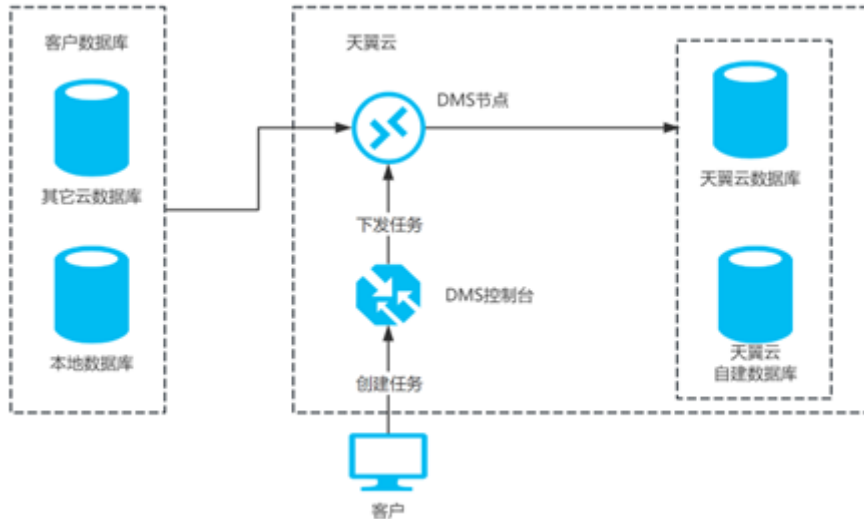 客户数据库
天翼云
DMS节点
其它云数据库
天翼云数据库
下发任务
DMS控制台
本地数据库
天翼云
自建数据库
创建任务
客户